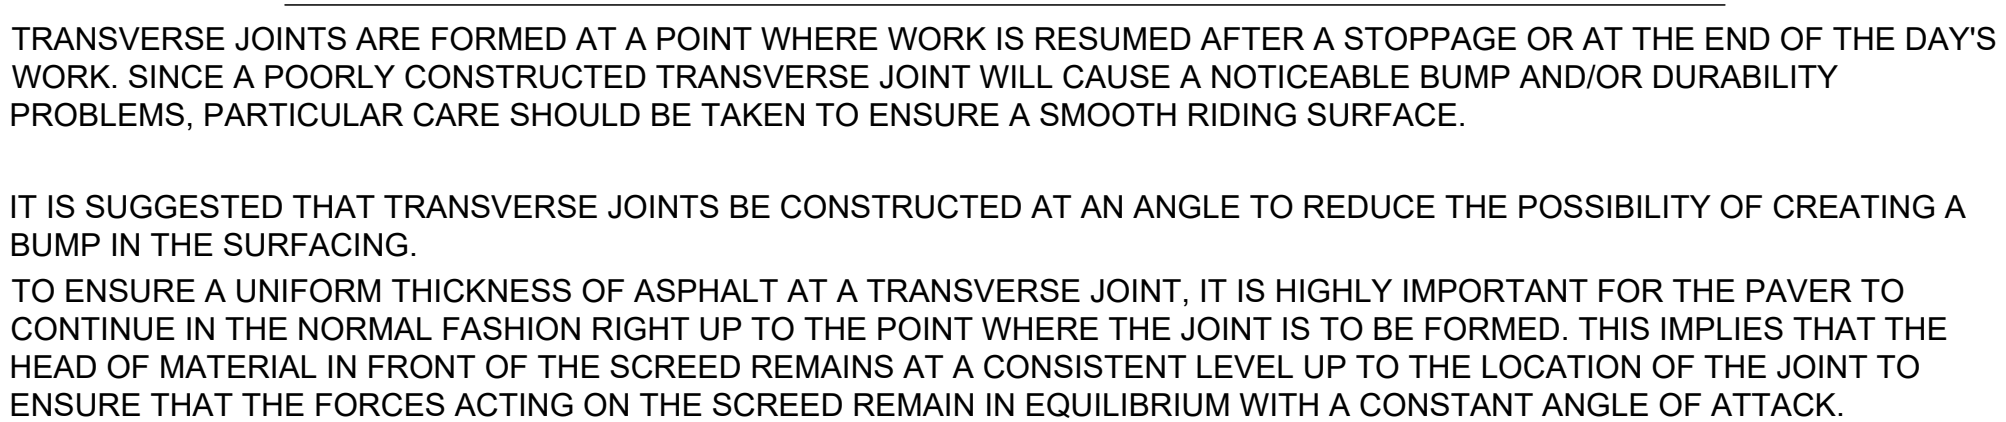 TRANSVERSE JOINTS ARE FORMED AT A POINT WHERE WORK IS RESUMED AFTER A STOPPAGE OR AT THE END OF THE DAY'S
WORK. SINCE A POORLY CONSTRUCTED TRANSVERSE JOINT WILL CAUSE A NOTICEABLE BUMP AND/OR DURABILITY
PROBLEMS, PARTICULAR CARE SHOULD BE TAKEN TO ENSURE A SMOOTH RIDING SURFACE.
IT IS SUGGESTED THAT TRANSVERSE JOINTS BE CONSTRUCTED AT AN ANGLE TO REDUCE THE POSSIBILITY OF CREATING A
BUMP IN THE SURFACING.
TO ENSURE A UNIFORM THICKNESS OF ASPHALT AT A TRANSVERSE JOINT, IT IS HIGHLY IMPORTANT FOR THE PAVER TO
CONTINUE IN THE NORMAL FASHION RIGHT UP TO THE POINT WHERE THE JOINT IS TO BE FORMED. THIS IMPLIES THAT THE
HEAD OF MATERIAL IN FRONT OF THE SCREED REMAINS AT A CONSISTENT LEVEL UP TO THE LOCATION OF THE JOINT TO
ENSURE THAT THE FORCES ACTING ON THE SCREED REMAIN IN EQUILIBRIUM WITH A CONSTANT ANGLE OF ATTACK.